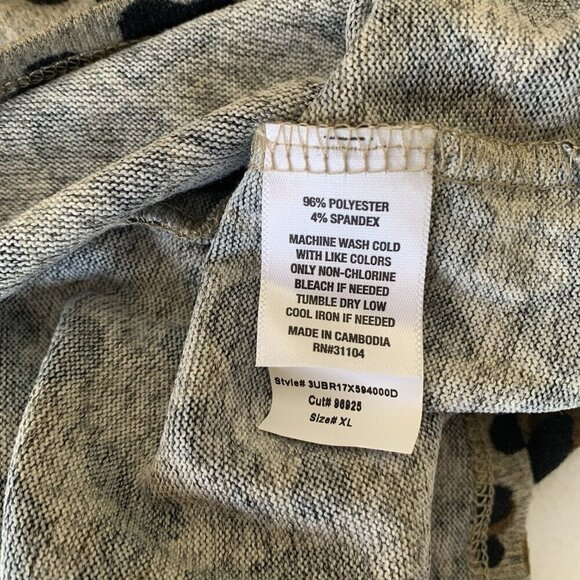 96% POLYESTER
4% SPANDEX
MACHINE WASH COLD
WITH LIKE COLORS
ONLY NON-CHLORINE
BLEACH IF NEEDED
TUMBLE DRY LOW
COOL IRON IF NEEDED
MADE IN CAMBODIA
RN#31104
Style# 3UBR17X594000D
Cut# 96925
Size# XL